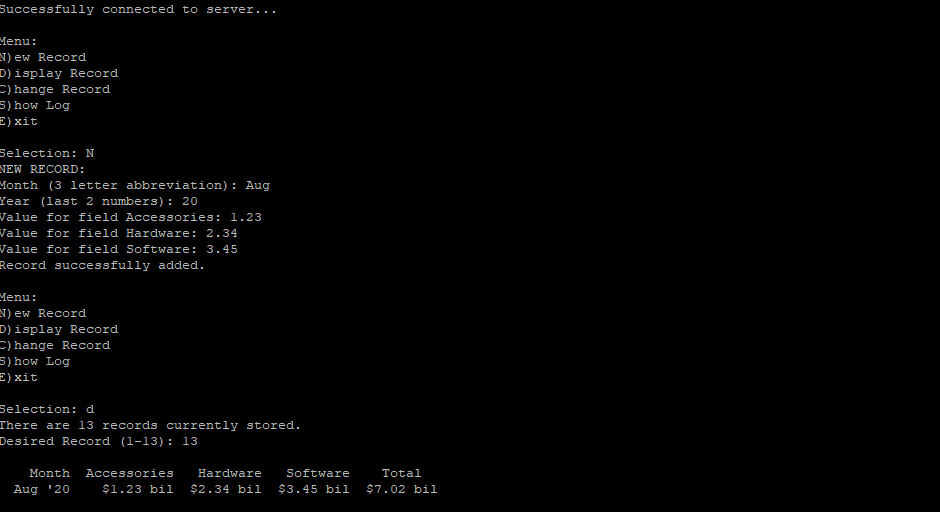 Successfully connected to server...
Menu:
N)ew Record
D)isplay Record
C)hange Record
S)how Log
E)xit
Selection: N
NEW RECORD:
Month (3 letter abbreviation): Aug
Year (last 2 numbers): 20
Value for field Accessories: 1.23
Value for field Hardware: 2.34
Value for field Software: 3.45
Record successfully added.
Menu:
N)ew Record
D)isplay Record
C)hange Record
S)how Log
E)xit
Selection: d
There are 13 records currently stored.
Desired Record (1-13): 13
Month  Accessories   Hardware   Software    Total
Aug '20    $1.23 bil  $2.34 bil  $3.45 bil  $7.02 bil